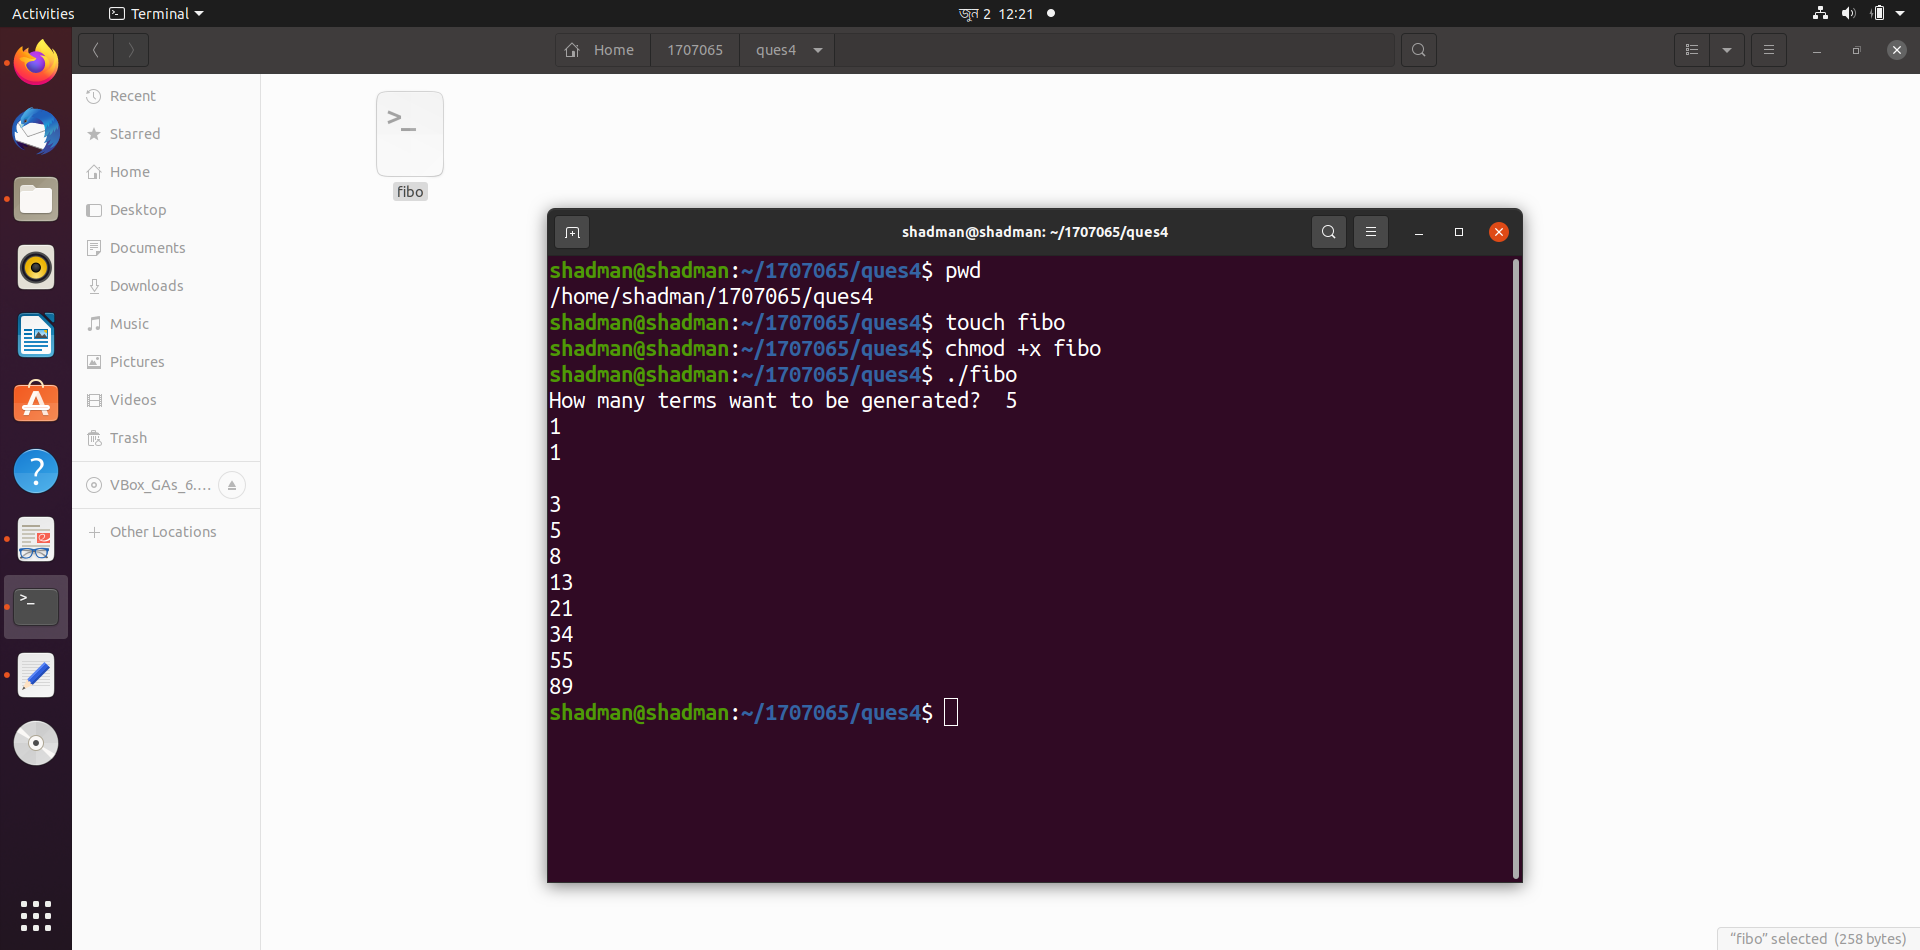 Activities
Terminal
জুন 2 12:21
Home
1707065
ques4
Recent
Starred
Home
Desktop
Documents
Downloads
Music
Pictures
Videos
Trash
VBox_GAs_6....
Other Locations
fibo
shadman@shadman: ~/1707065/ques4
shadman@shadman:~/1707065/ques4$ pwd
/home/shadman/1707065/ques4
shadman@shadman:~/1707065/ques4$ touch fibo
shadman@shadman:~/1707065/ques4$ chmod +x fibo
shadman@shadman:~/1707065/ques4$ ./fibo
How many terms want to be generated?  5
1
1
3
5
8
13
21
34
55
89
shadman@shadman:~/1707065/ques4$
“fibo” selected (258 bytes)